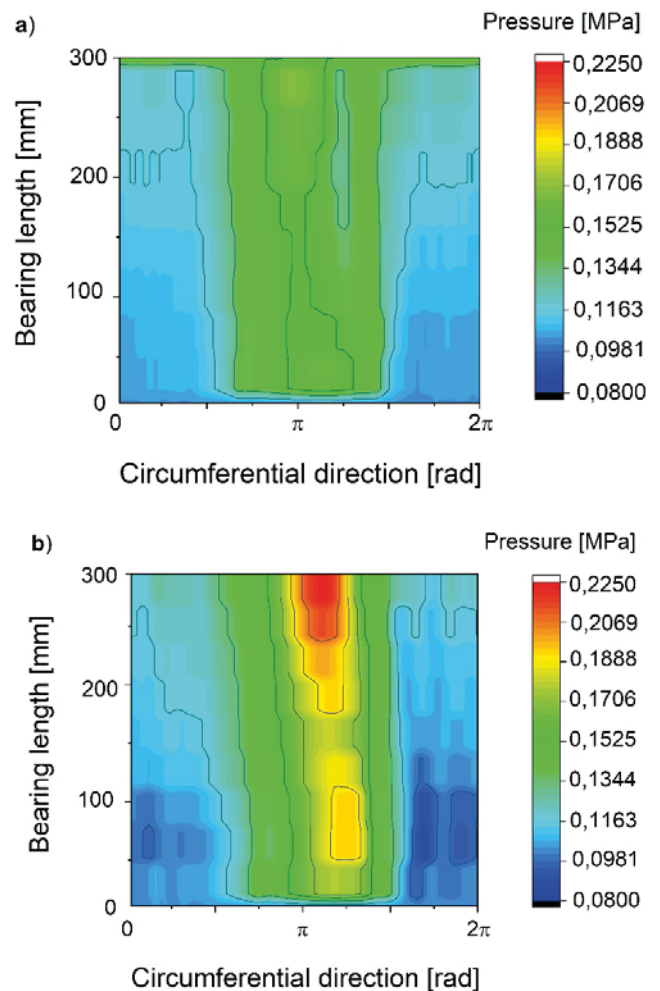 a)
Pressure [MPa]
Bearing length [mm]
300
200
100
0
0
π
2π
Circumferential direction [rad]
0,2250
0,2069
0,1888
0,1706
0,1525
0,1344
0,1163
0,0981
0,0800
b)
Pressure [MPa]
Bearing length [mm]
300
200
100
0
0
π
2π
Circumferential direction [rad]
0,2250
0,2069
0,1888
0,1706
0,1525
0,1344
0,1163
0,0981
0,0800